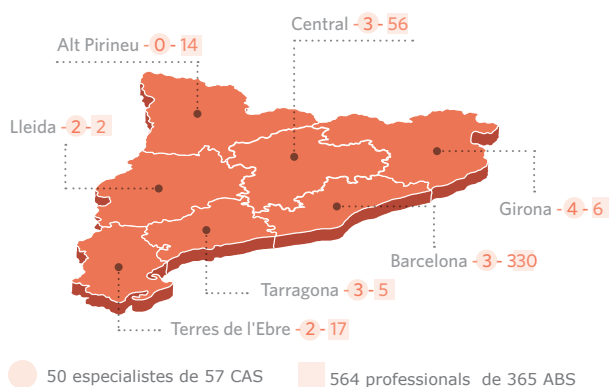 Central -3- 56
Alt Pirineu -0- 14
Lleida -2- 2
Girona -4- 6
Barcelona -3- 330
Tarragona -3- 5
Terres de l'Ebre -2- 17
50 especialistes de 57 CAS
564 professionals de 365 ABS